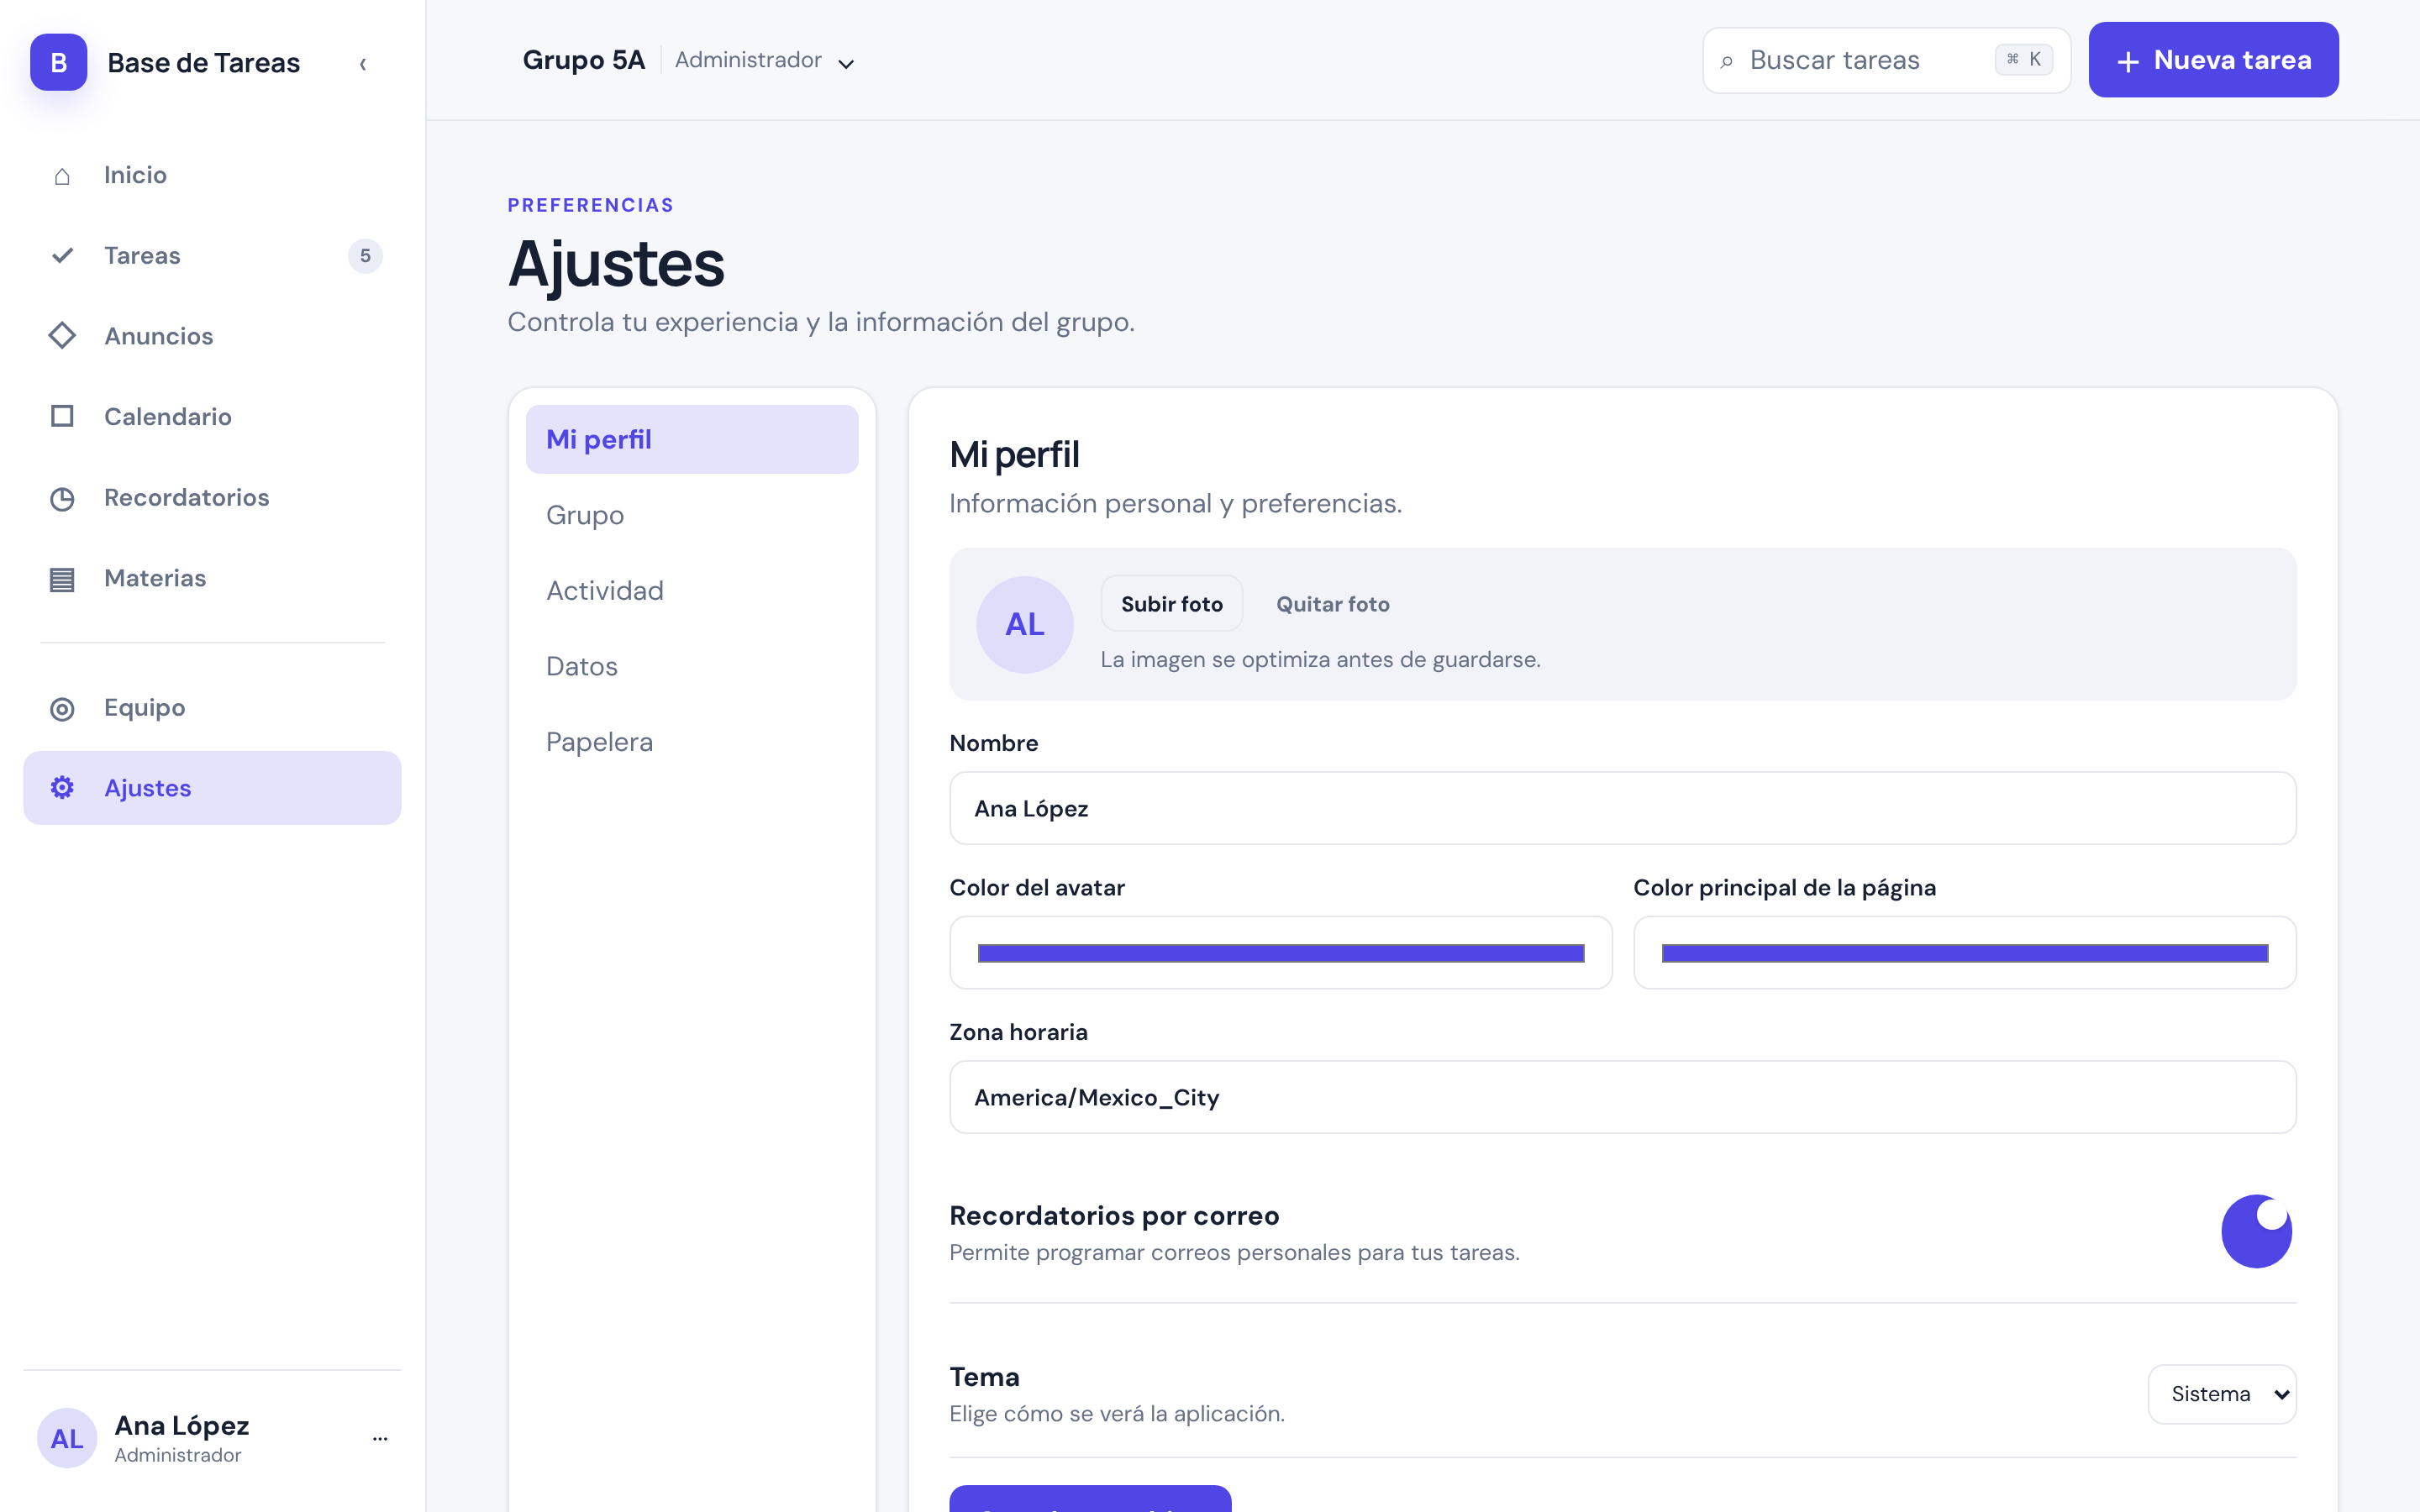 B
Base de Tareas
Inicio
Tareas
5
Anuncios
Calendario
Recordatorios
Materias
Equipo
Ajustes
AL
Ana López
Administrador
Grupo 5A
Administrador
Buscar tareas
⌘ K
+ Nueva tarea
PREFERENCIAS
Ajustes
Controla tu experiencia y la información del grupo.
Mi perfil
Grupo
Actividad
Datos
Papelera
Mi perfil
Información personal y preferencias.
AL
Subir foto
Quitar foto
La imagen se optimiza antes de guardarse.
Nombre
Ana López
Color del avatar
Color principal de la página
Zona horaria
America/Mexico_City
Recordatorios por correo
Permite programar correos personales para tus tareas.
Tema
Elige cómo se verá la aplicación.
Sistema